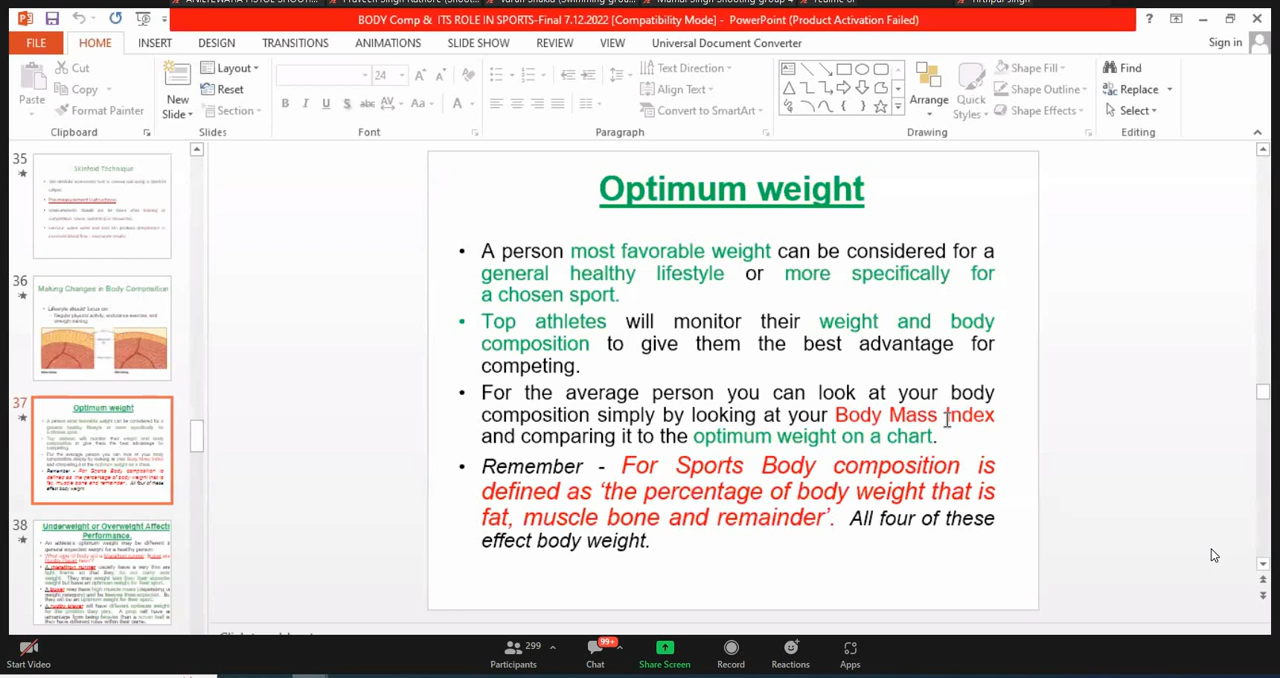 BODY Comp & ITS ROLE IN SPORTS-Final 7.12.2022 [Compatibility Mode] - PowerPoint (Product Activation Failed)
FILE HOME INSERT DESIGN TRANSITIONS ANIMATIONS SLIDE SHOW REVIEW VIEW Universal Document Converter Sign in
Paste
Cut
Copy
Format Painter
Clipboard
New
Slide
Layout
Reset
Section
Slides
24
B I U S abc AV Aa A
Font
Text Direction
Align Text
Convert to SmartArt
Paragraph
Arrange
Quick
Styles
Shape Fill
Shape Outline
Shape Effects
Drawing
Find
Replace
Select
Editing
35
Skinfold Technique
36
Making Changes in Body Composition
37
Optimum weight
38
Underweight or Overweight Affects
Performance.
Optimum weight
• A person most favorable weight can be considered for a
general healthy lifestyle or more specifically for
a chosen sport.
• Top athletes will monitor their weight and body
composition to give them the best advantage for
competing.
• For the average person you can look at your body
composition simply by looking at your Body Mass Index
and comparing it to the optimum weight on a chart.
• Remember - For Sports Body composition is
defined as ‘the percentage of body weight that is
fat, muscle bone and remainder’. All four of these
effect body weight.
Start Video
299
Participants
99+
Chat
Share Screen
Record
Reactions
Apps